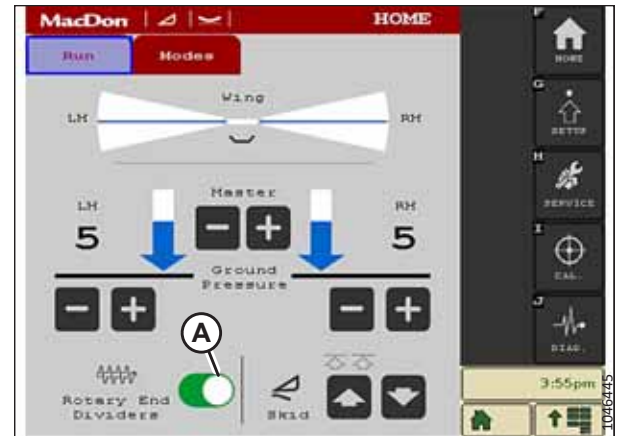 MacDon
HOME
Run
Modes
Wing
LH
RH
Master
LH
RH
5
5
Ground
Pressure
A
Rotary End
Dividers
Skid
F
HOME
G
SETUP
H
SERVICE
I
CAL.
J
DIAG.
3:55pm
1046445